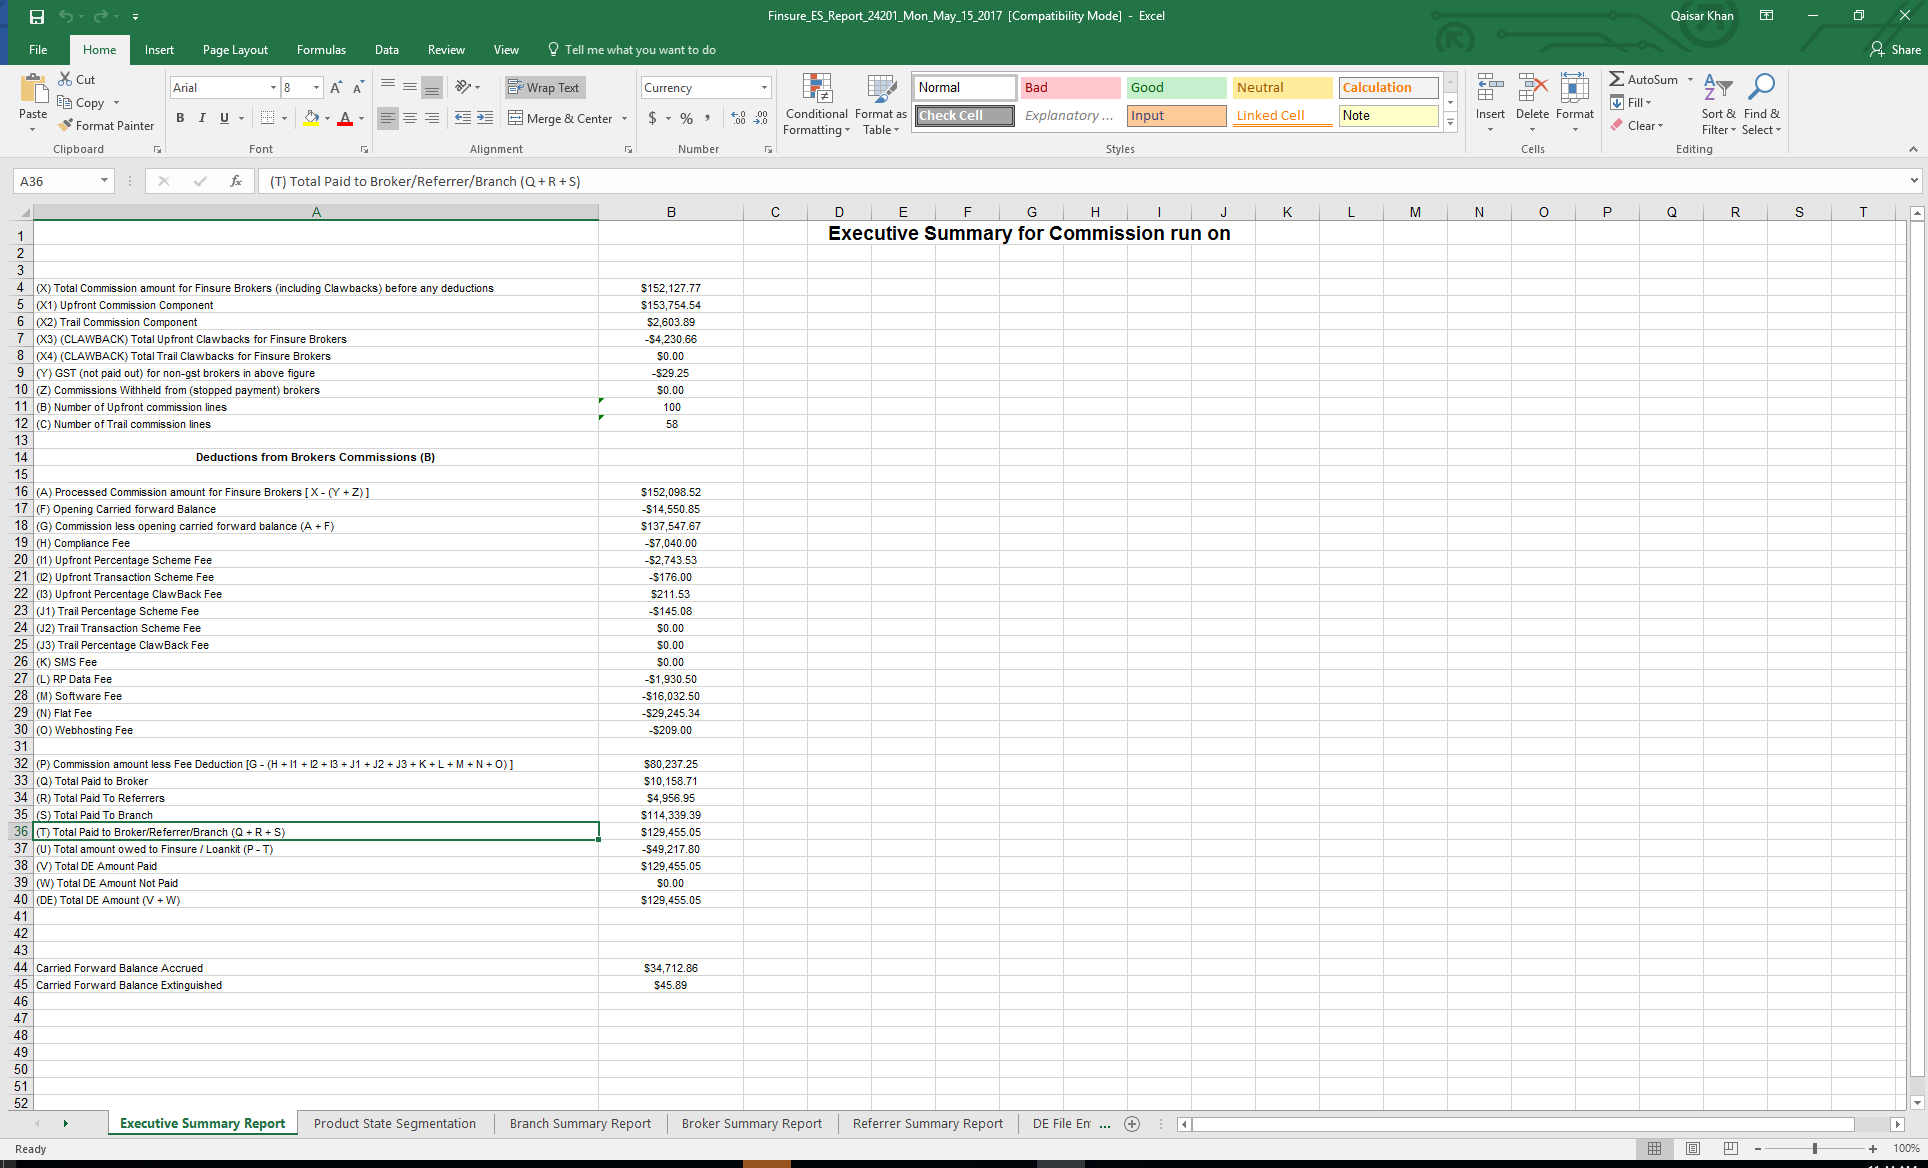 Finsure_ES_Report_24201_Mon_May_15_2017 [Compatibility Mode] - Excel
Qaisar Khan
File Home Insert Page Layout Formulas Data Review View Tell me what you want to do
Share
Paste
Cut
Copy
Format Painter
Clipboard
Arial 8
B I U
Font
Wrap Text
Merge & Center
Alignment
Currency
$ % ,
Number
Conditional Formatting
Format as Table
Normal Bad Good Neutral Calculation
Check Cell Explanatory ... Input Linked Cell Note
Styles
Insert Delete Format
Cells
AutoSum
Fill
Clear
Sort & Filter
Find & Select
Editing
A36 fx (T) Total Paid to Broker/Referrer/Branch (Q + R + S)
A B C D E F G H I J K L M N O P Q R S T
1 Executive Summary for Commission run on
2
3
4 (X) Total Commission amount for Finsure Brokers (including Clawbacks) before any deductions $152,127.77
5 (X1) Upfront Commission Component $153,754.54
6 (X2) Trail Commission Component $2,603.89
7 (X3) (CLAWBACK) Total Upfront Clawbacks for Finsure Brokers -$4,230.66
8 (X4) (CLAWBACK) Total Trail Clawbacks for Finsure Brokers $0.00
9 (Y) GST (not paid out) for non-gst brokers in above figure -$29.25
10 (Z) Commissions Withheld from (stopped payment) brokers $0.00
11 (B) Number of Upfront commission lines 100
12 (C) Number of Trail commission lines 58
13
14 Deductions from Brokers Commissions (B)
15
16 (A) Processed Commission amount for Finsure Brokers [ X - (Y + Z) ] $152,098.52
17 (F) Opening Carried forward Balance -$14,550.85
18 (G) Commission less opening carried forward balance (A + F) $137,547.67
19 (H) Compliance Fee -$7,040.00
20 (I1) Upfront Percentage Scheme Fee -$2,743.53
21 (I2) Upfront Transaction Scheme Fee -$176.00
22 (I3) Upfront Percentage ClawBack Fee $211.53
23 (J1) Trail Percentage Scheme Fee -$145.08
24 (J2) Trail Transaction Scheme Fee $0.00
25 (J3) Trail Percentage ClawBack Fee $0.00
26 (K) SMS Fee $0.00
27 (L) RP Data Fee -$1,930.50
28 (M) Software Fee -$16,032.50
29 (N) Flat Fee -$29,245.34
30 (O) Webhosting Fee -$209.00
31
32 (P) Commission amount less Fee Deduction [G - (H + I1 + I2 + I3 + J1 + J2 + J3 + K + L + M + N + O) ] $80,237.25
33 (Q) Total Paid to Broker $10,158.71
34 (R) Total Paid To Referrers $4,956.95
35 (S) Total Paid To Branch $114,339.39
36 (T) Total Paid to Broker/Referrer/Branch (Q + R + S) $129,455.05
37 (U) Total amount owed to Finsure / Loankit (P - T) -$49,217.80
38 (V) Total DE Amount Paid $129,455.05
39 (W) Total DE Amount Not Paid $0.00
40 (DE) Total DE Amount (V + W) $129,455.05
41
42
43
44 Carried Forward Balance Accrued $34,712.86
45 Carried Forward Balance Extinguished $45.89
46
47
48
49
50
51
52
Executive Summary Report Product State Segmentation Branch Summary Report Broker Summary Report Referrer Summary Report DE File En ...
Ready
100%